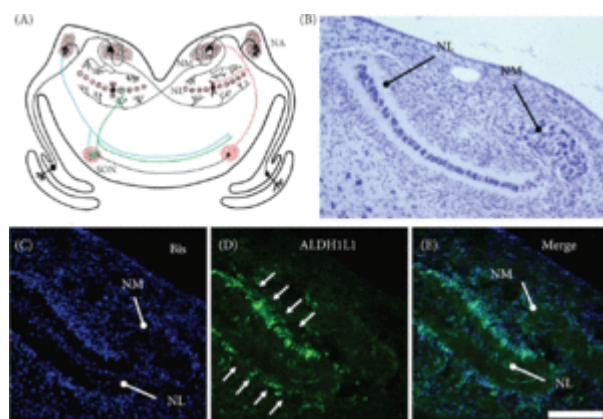 (A)
NA
NM
NL
SON
(B)
NL
NM
(C)
Bis
NM
NL
(D)
ALDH1L1
(E)
Merge
NM
NL